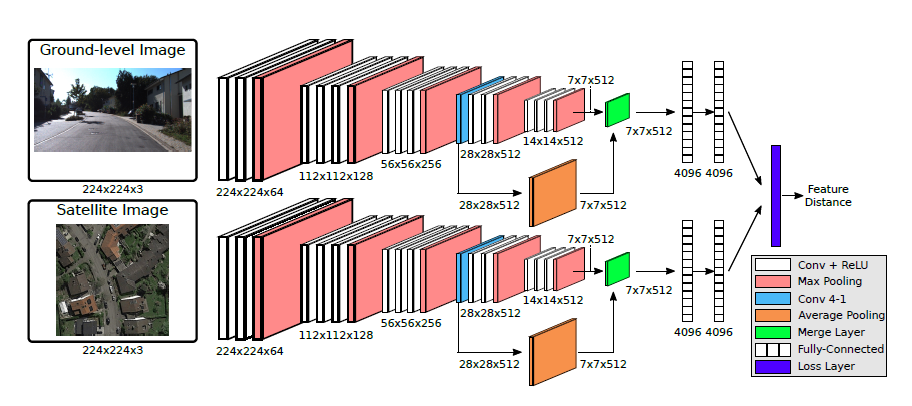 Ground-level Image
224x224x3
224x224x64
112x112x128
56x56x256
28x28x512
14x14x512
7x7x512
7x7x512
28x28x512
7x7x512
4096 4096
Satellite Image
224x224x3
224x224x64
112x112x128
56x56x256
28x28x512
14x14x512
7x7x512
7x7x512
28x28x512
7x7x512
4096 4096
Feature
Distance
Conv + ReLU
Max Pooling
Conv 4-1
Average Pooling
Merge Layer
Fully-Connected
Loss Layer